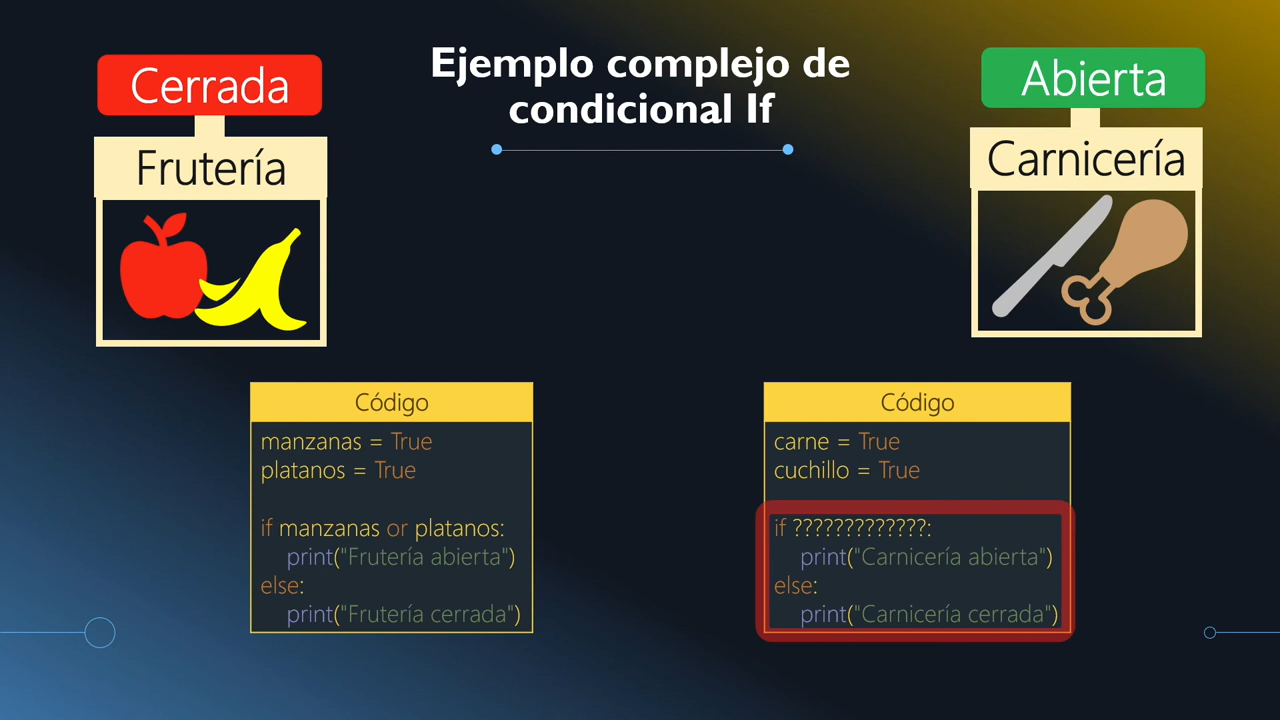 Ejemplo complejo de
condicional If
Cerrada
Frutería
Abierta
Carnicería
Código
manzanas = True
platanos = True
if manzanas or platanos:
print("Frutería abierta")
else:
print("Frutería cerrada")
Código
carne = True
cuchillo = True
if ?????????????:
print("Carnicería abierta")
else:
print("Carnicería cerrada")